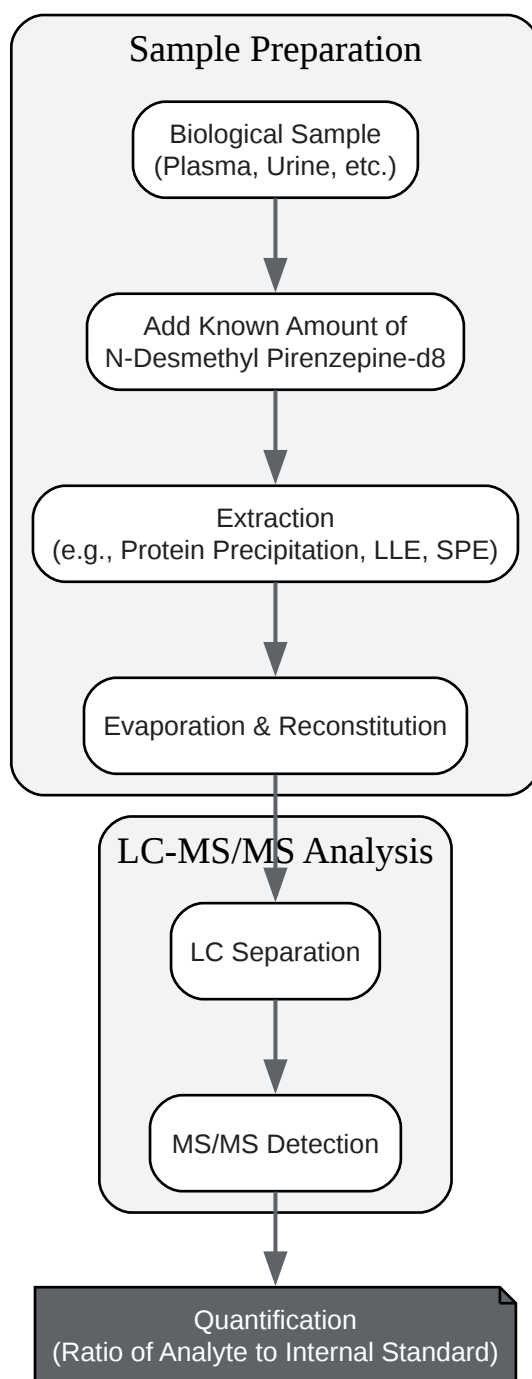 Sample Preparation
Biological Sample
(Plasma, Urine, etc.)
Add Known Amount of
N-Desmethyl Pirenzepine-d8
Extraction
(e.g., Protein Precipitation, LLE, SPE)
Evaporation & Reconstitution
LC-MS/MS Analysis
LC Separation
MS/MS Detection
Quantification
(Ratio of Analyte to Internal Standard)